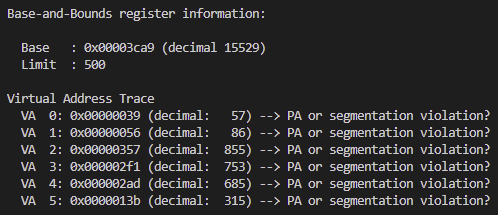 Base-and-Bounds register information:
Base   : 0x00003ca9 (decimal 15529)
Limit  : 500
Virtual Address Trace
VA  0: 0x00000039 (decimal:   57) --> PA or segmentation violation?
VA  1: 0x00000056 (decimal:   86) --> PA or segmentation violation?
VA  2: 0x00000357 (decimal:  855) --> PA or segmentation violation?
VA  3: 0x000002f1 (decimal:  753) --> PA or segmentation violation?
VA  4: 0x000002ad (decimal:  685) --> PA or segmentation violation?
VA  5: 0x0000013b (decimal:  315) --> PA or segmentation violation?